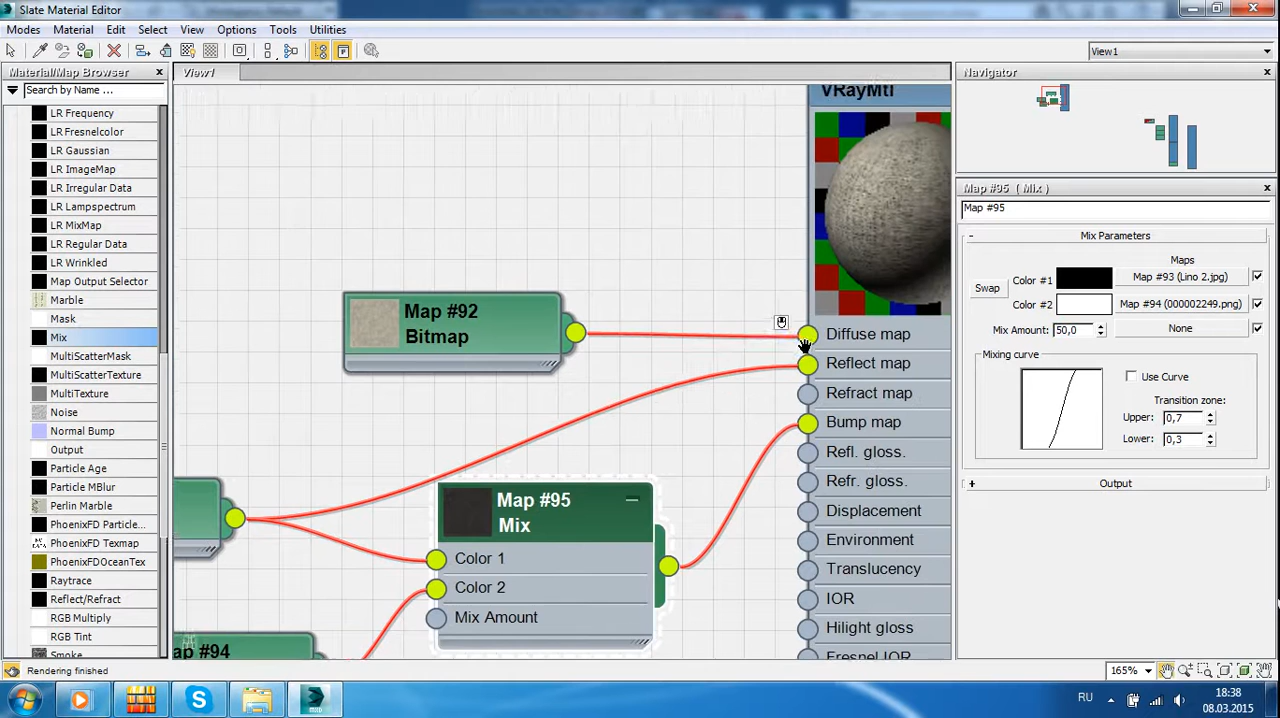 Slate Material Editor
Modes Material Edit Select View Options Tools Utilities
View1
Material/Map Browser
Search by Name ...
LR Frequency
LR Fresnelcolor
LR Gaussian
LR ImageMap
LR Irregular Data
LR Lampspectrum
LR MixMap
LR Regular Data
LR Wrinkled
Map Output Selector
Marble
Mask
Mix
MultiScatterMask
MultiScatterTexture
MultiTexture
Noise
Normal Bump
Output
Particle Age
Particle MBlur
Perlin Marble
PhoenixFD Particle...
PhoenixFD Texmap
PhoenixFDOceanTex
Raytrace
Reflect/Refract
RGB Multiply
RGB Tint
Smoke
View1
Map #92
Bitmap
Map #95
Mix
Color 1
Color 2
Mix Amount
ap #94
VRayMtl
Diffuse map
Reflect map
Refract map
Bump map
Refl. gloss.
Refr. gloss.
Displacement
Environment
Translucency
IOR
Hilight gloss
Fresnel IOR
Navigator
Map #95 ( Mix )
Map #95
- Mix Parameters
Maps
Swap Color #1 Map #93 (Lino 2.jpg)
Color #2 Map #94 (000002249.png)
Mix Amount: 50,0 None
Mixing curve
Use Curve
Transition zone:
Upper: 0,7
Lower: 0,3
+ Output
Rendering finished
165%
RU
18:38
08.03.2015